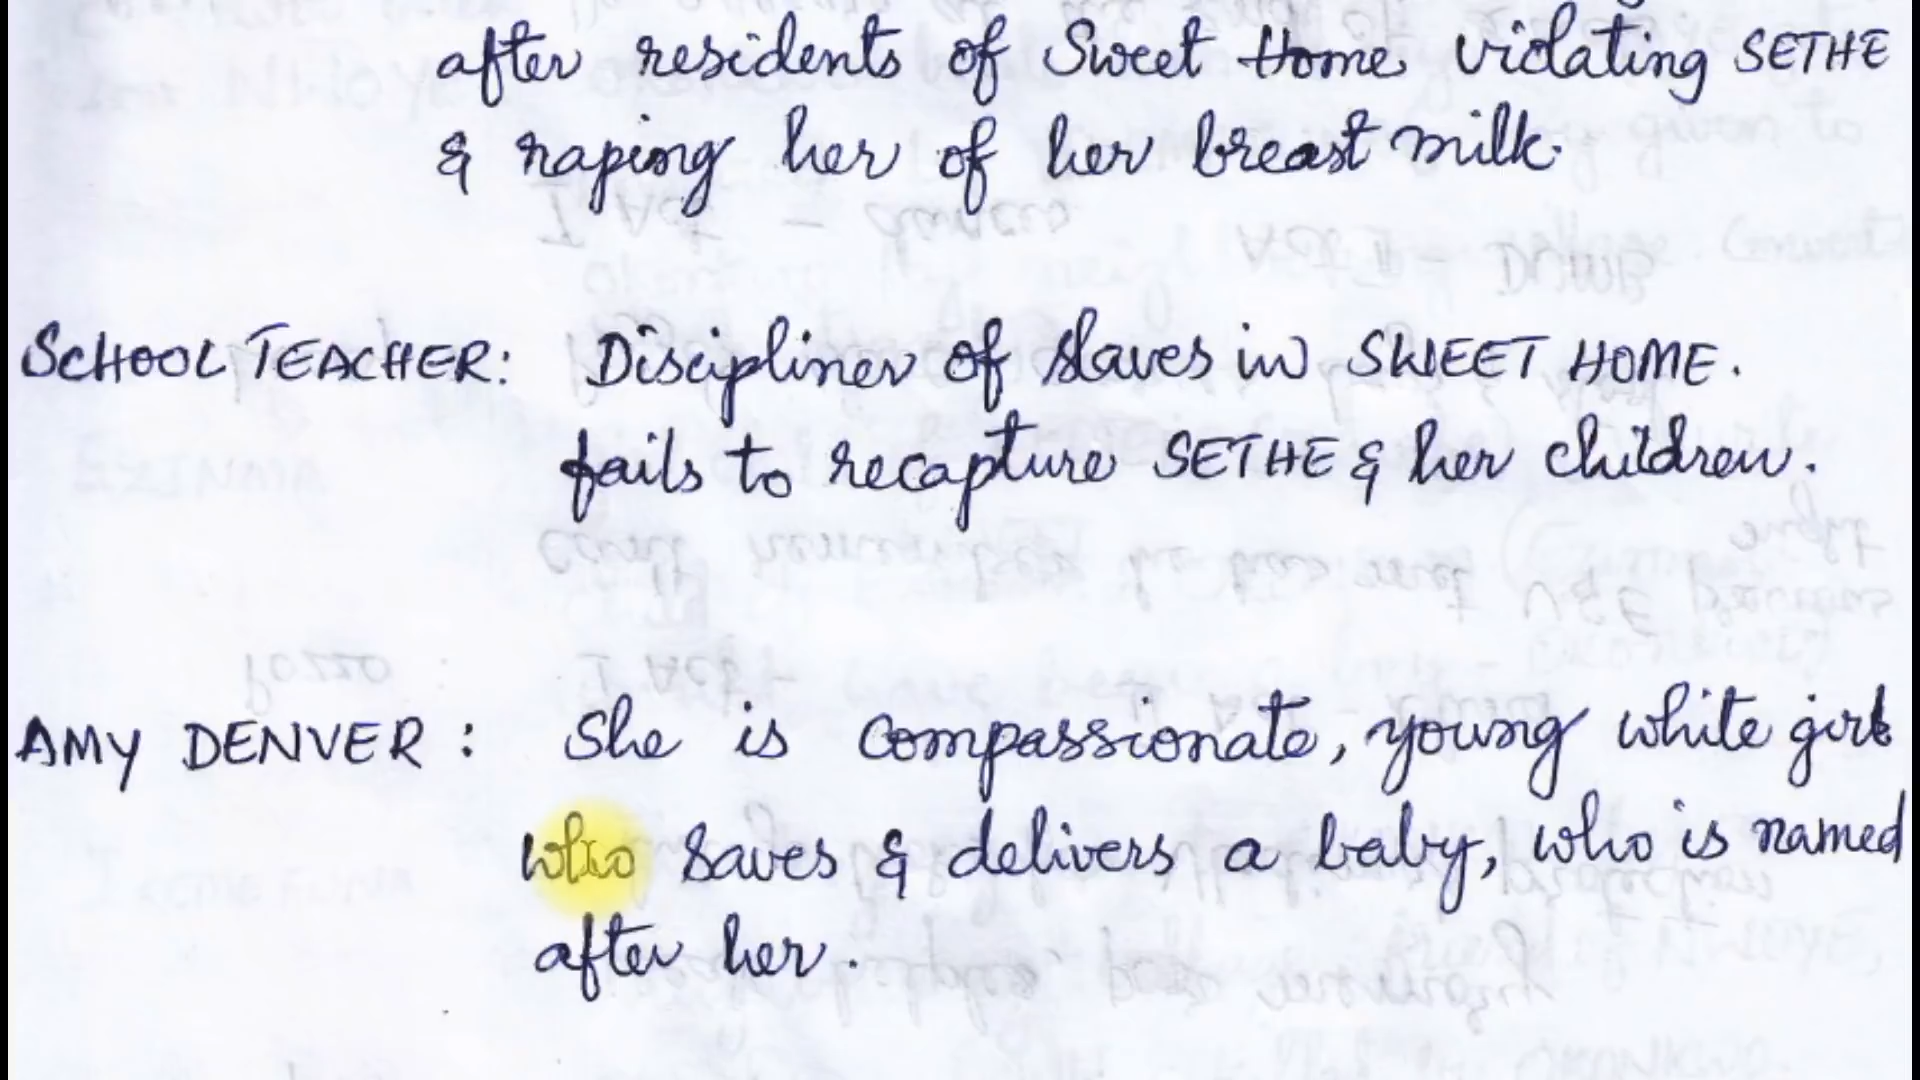 after residents of Sweet Home violating SETHE
& raping her of her breast milk.
SCHOOL TEACHER: Discipliner of slaves in SWEET HOME.
fails to recapture SETHE & her children.
AMY DENVER: She is compassionate, young white girl
who saves & delivers a baby, who is named
after her.